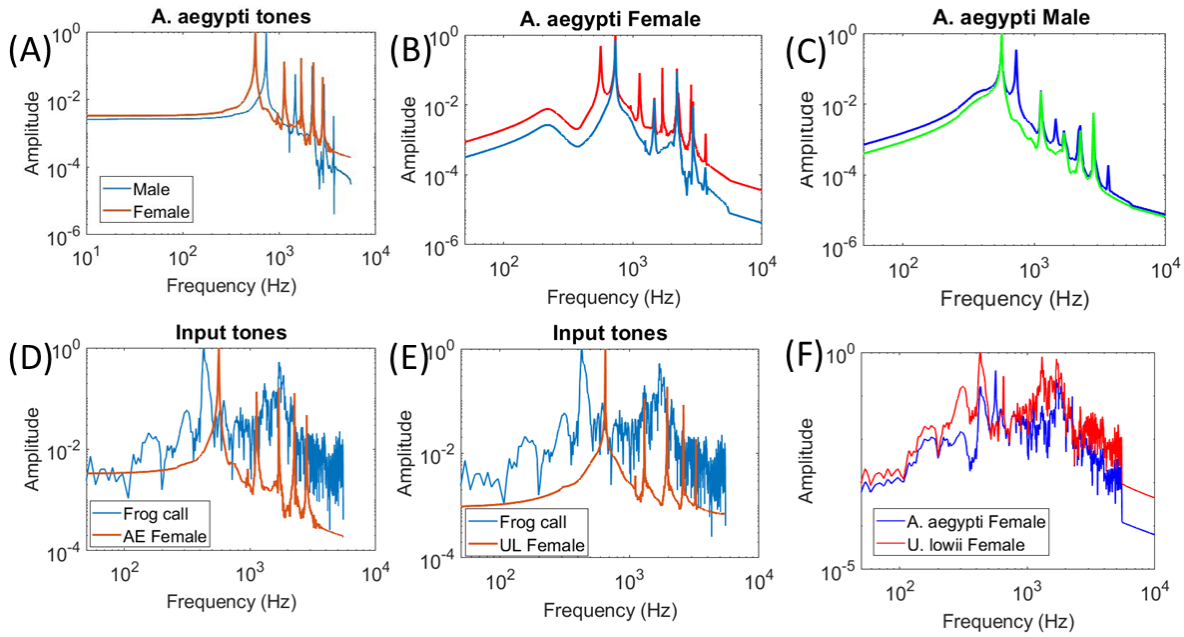 (A)
A. aegypti tones
10^0
10^-2
10^-4
10^-6
Amplitude
Male
Female
10^1
10^2
10^3
10^4
Frequency (Hz)
(B)
A. aegypti Female
10^0
10^-2
10^-4
10^-6
Amplitude
10^2
10^3
10^4
Frequency (Hz)
(C)
A. aegypti Male
10^0
10^-2
10^-4
10^-6
Amplitude
10^2
10^3
10^4
Frequency (Hz)
(D)
Input tones
10^0
10^-2
10^-4
Amplitude
Frog call
AE Female
10^2
10^3
10^4
Frequency (Hz)
(E)
Input tones
10^0
10^-2
10^-4
Amplitude
Frog call
UL Female
10^2
10^3
10^4
Frequency (Hz)
(F)
10^0
10^-5
Amplitude
A. aegypti Female
U. lowii Female
10^2
10^3
10^4
Frequency (Hz)